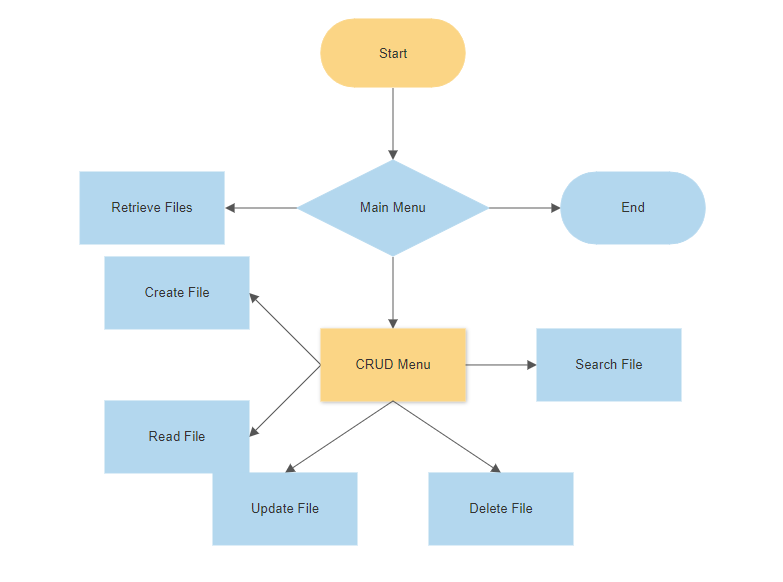 Start
Retrieve Files
Main Menu
End
Create File
CRUD Menu
Search File
Read File
Update File
Delete File